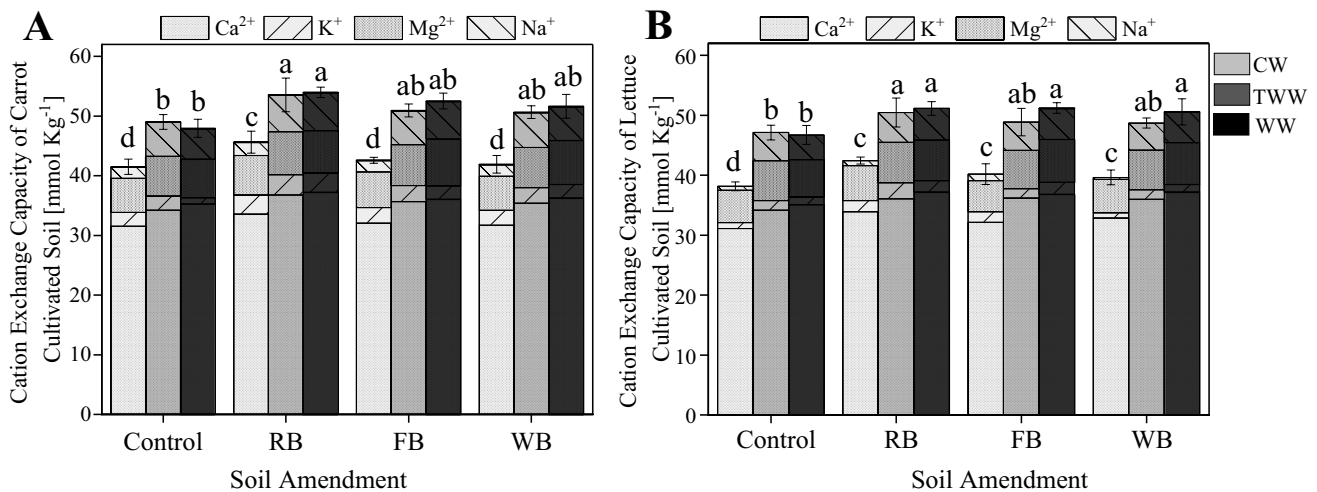 A
Ca²⁺ K⁺ Mg²⁺ Na⁺
Cation Exchange Capacity of Carrot
Cultivated Soil [mmol Kg⁻¹]
60
50
40
30
20
10
0
d b b
c a a
d ab ab
d ab ab
Control RB FB WB
Soil Amendment
B
Ca²⁺ K⁺ Mg²⁺ Na⁺
Cation Exchange Capacity of Lettuce
Cultivated Soil [mmol Kg⁻¹]
60
50
40
30
20
10
0
d b b
c a a
c ab a
c ab a
Control RB FB WB
Soil Amendment
CW
TWW
WW